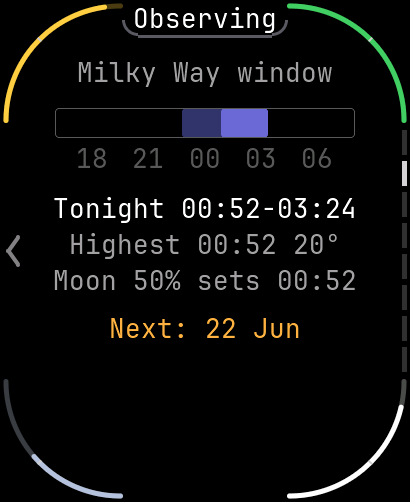 Observing
Milky Way window
18 21 00 03 06
Tonight 00:52-03:24
Highest 00:52 20°
Moon 50% sets 00:52
Next: 22 Jun